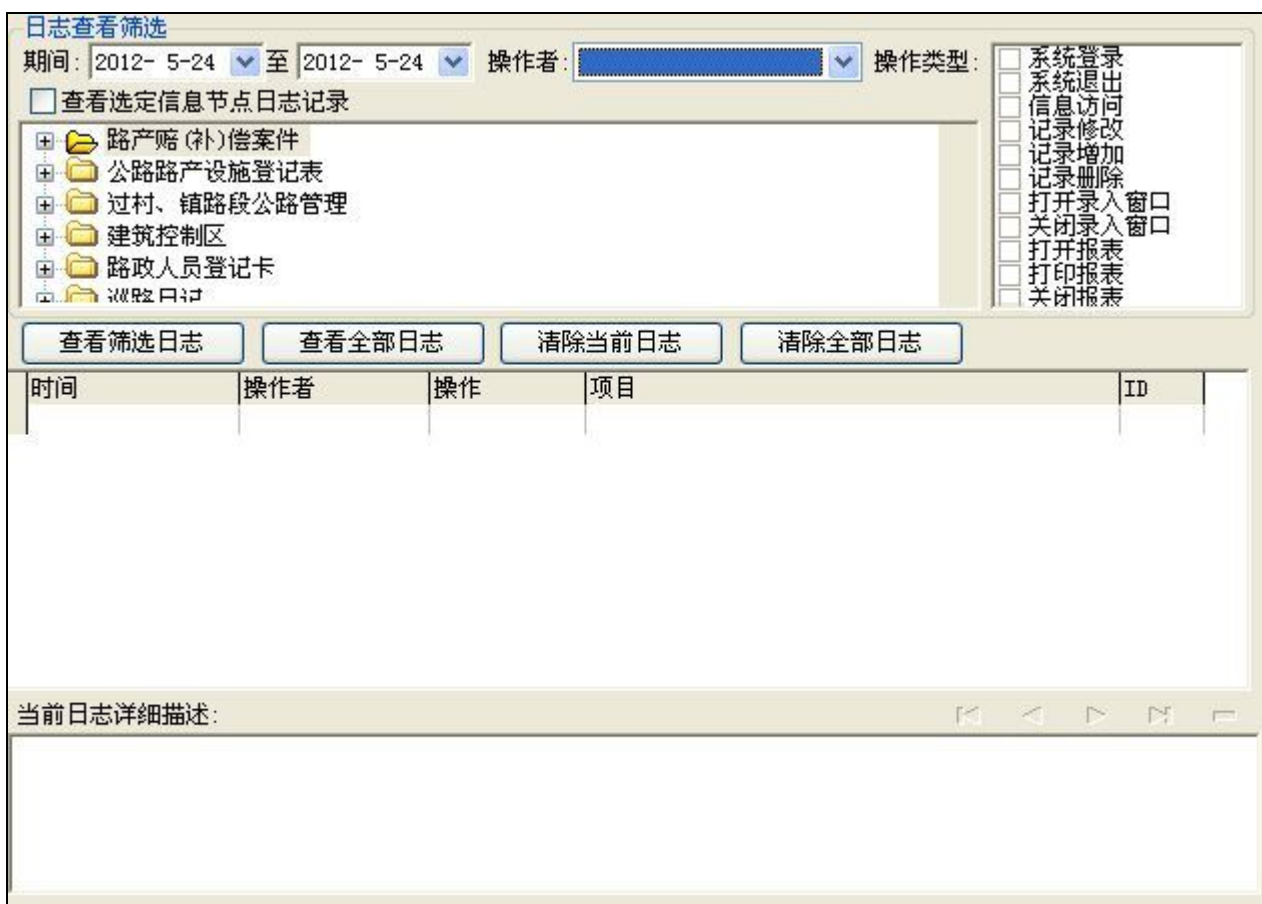 日志查看筛选
期间: 2012- 5-24 至 2012- 5-24 操作者: 操作类型:
系统登录
系统退出
信息访问
记录修改
记录增加
记录删除
打开录入窗口
关闭录入窗口
打开报表
打印报表
关闭报表
查看选定信息节点日志记录
路产赔(补)偿案件
公路路产设施登记表
过村、镇路段公路管理
建筑控制区
路政人员登记卡
巡路日记
查看筛选日志 查看全部日志 清除当前日志 清除全部日志
时间 操作者 操作 项目 ID
当前日志详细描述: